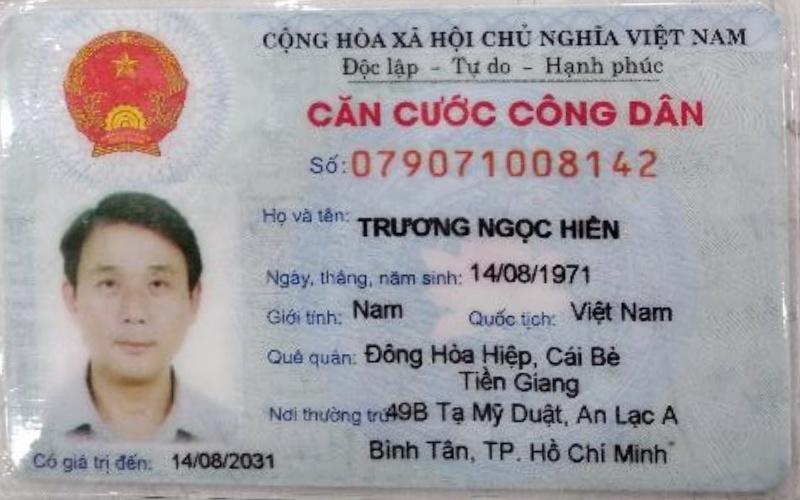 CỘNG HÒA XÃ HỘI CHỦ NGHĨA VIỆT NAM
Độc lập - Tự do - Hạnh phúc
CĂN CƯỚC CÔNG DÂN
Số: 079071008142
Họ và tên: TRƯƠNG NGỌC HIÊN
Ngày, tháng, năm sinh: 14/08/1971
Giới tính: Nam Quốc tịch: Việt Nam
Quê quán: Đông Hòa Hiệp, Cái Bè
Tiền Giang
Nơi thường trú: 49B Tạ Mỹ Duật, An Lạc A
Bình Tân, TP. Hồ Chí Minh
Có giá trị đến: 14/08/2031